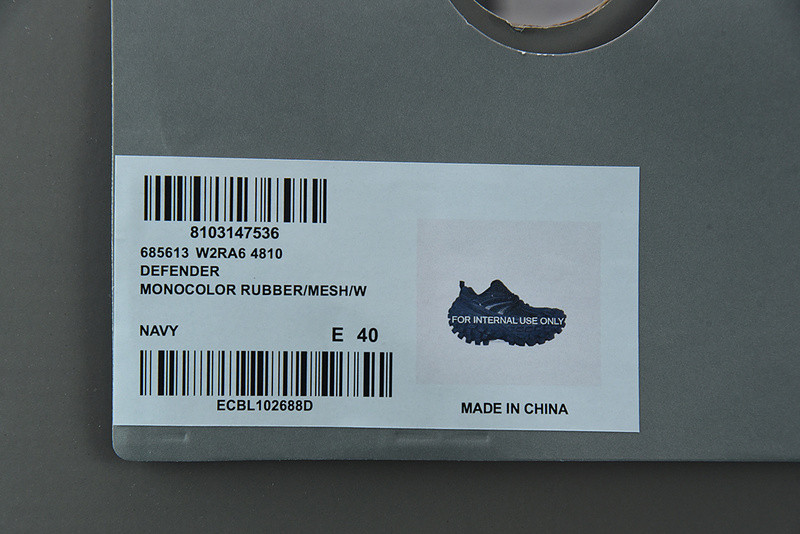 8103147536
685613 W2RA6 4810
DEFENDER
MONOCOLOR RUBBER/MESH/W
NAVY
E 40
ECBL102688D
FOR INTERNAL USE ONLY
MADE IN CHINA